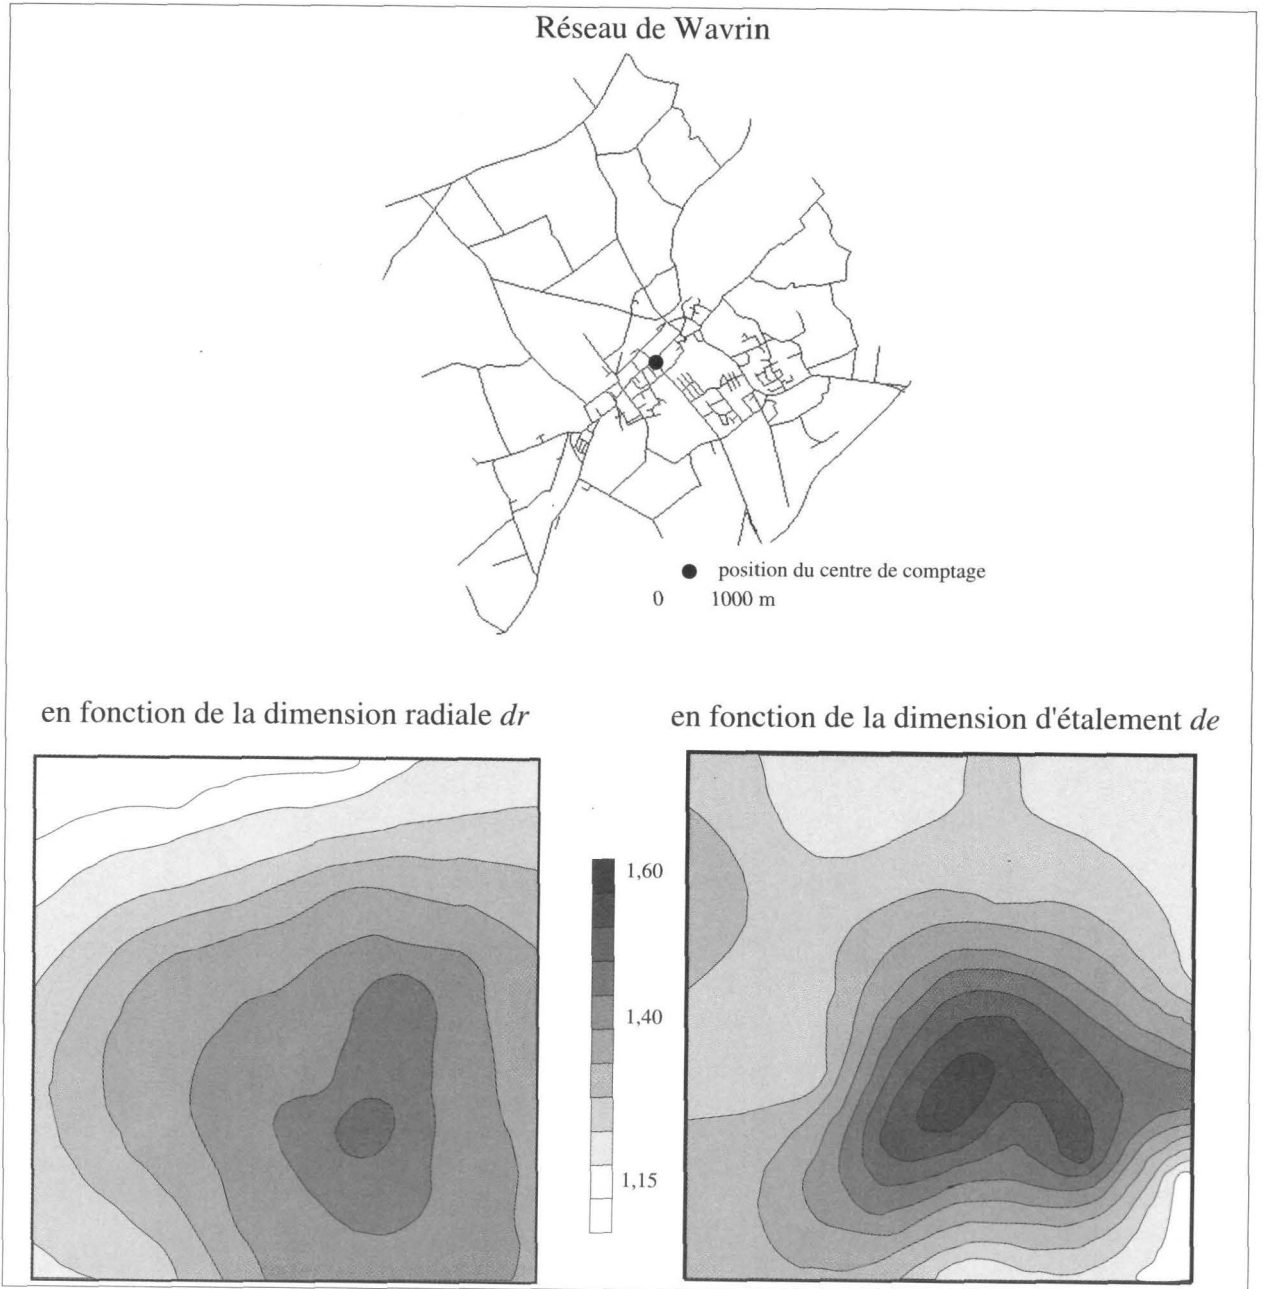 Réseau de Wavrin
position du centre de comptage
0 1000 m
en fonction de la dimension radiale dr
en fonction de la dimension d'étalement de
1,60
1,40
1,15